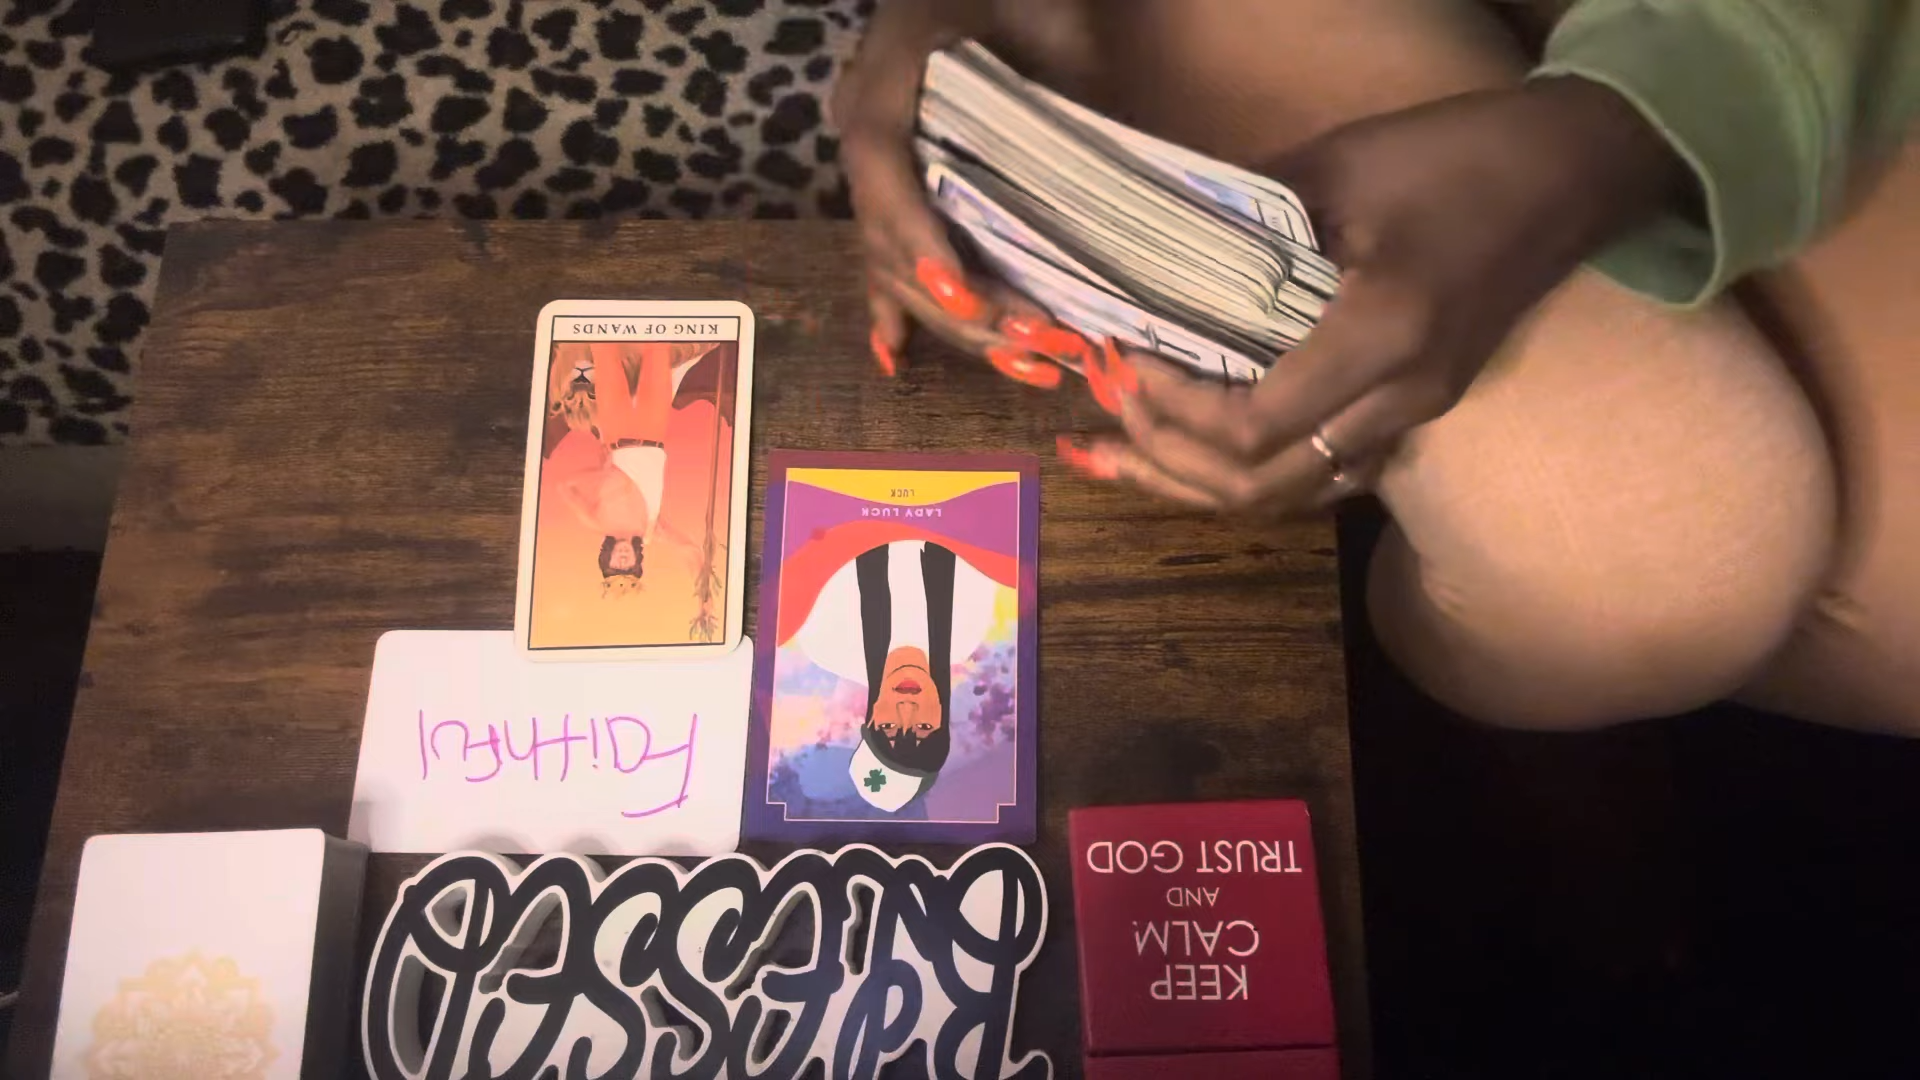 KEEP
CALM
AND
TRUST GOD
Blessed
Faithful
LADY LUCK
LUCK
KING OF WANDS